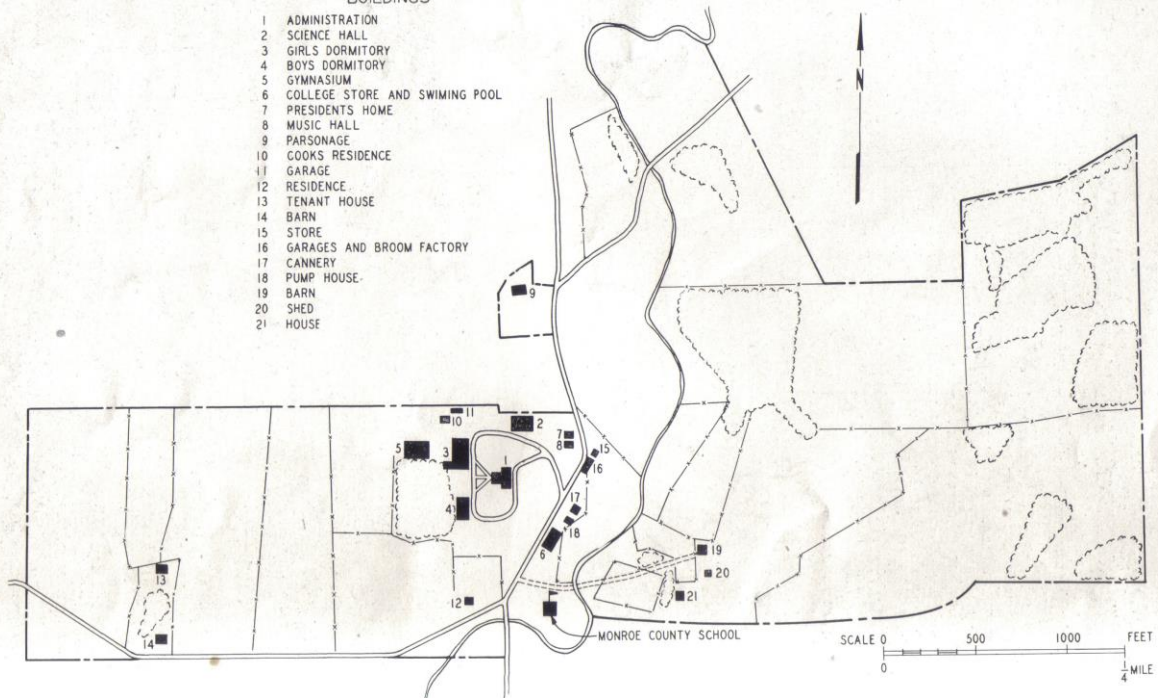 BUILDINGS
1 ADMINISTRATION
2 SCIENCE HALL
3 GIRLS DORMITORY
4 BOYS DORMITORY
5 GYMNASIUM
6 COLLEGE STORE AND SWIMING POOL
7 PRESIDENTS HOME
8 MUSIC HALL
9 PARSONAGE
10 COOKS RESIDENCE
11 GARAGE
12 RESIDENCE
13 TENANT HOUSE
14 BARN
15 STORE
16 GARAGES AND BROOM FACTORY
17 CANNERY
18 PUMP HOUSE
19 BARN
20 SHED
21 HOUSE
N
9
11
10
2
7
8
5
3
1
15
16
4
17
18
6
19
20
13
12
21
14
MONROE COUNTY SCHOOL
SCALE 0 500 1000 FEET
0 1/4 MILE